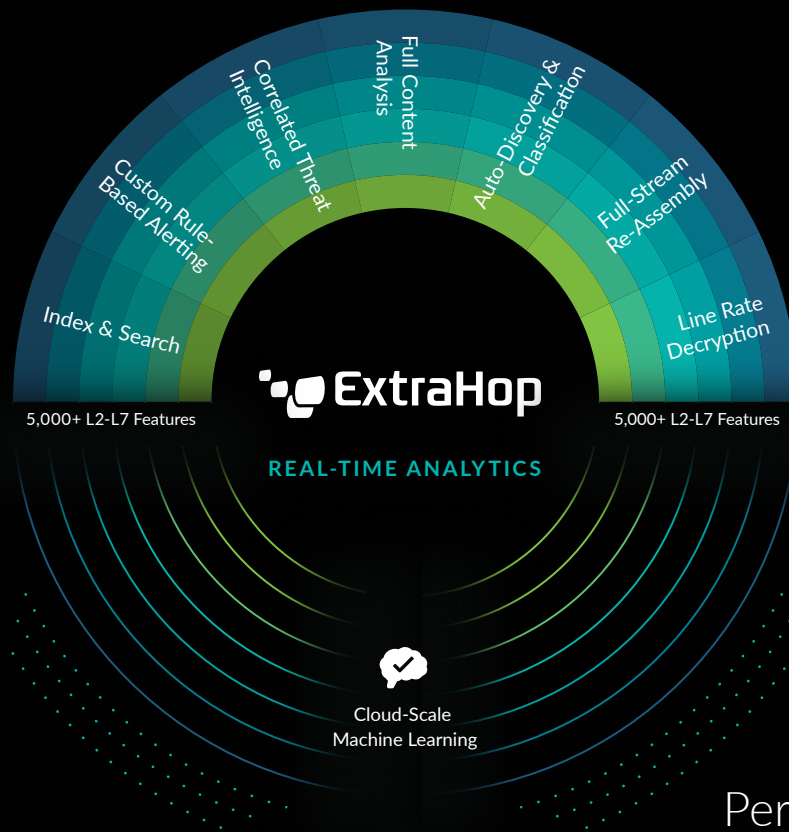 Index & Search
Custom Rule-
Based Alerting
Correlated Threat
Intelligence
Full Content
Analysis
Auto-Discovery &
Classification
Full-Stream
Re-Assembly
Line Rate
Decryption
ExtraHop
5,000+ L2-L7 Features
5,000+ L2-L7 Features
REAL-TIME ANALYTICS
Cloud-Scale
Machine Learning
Per